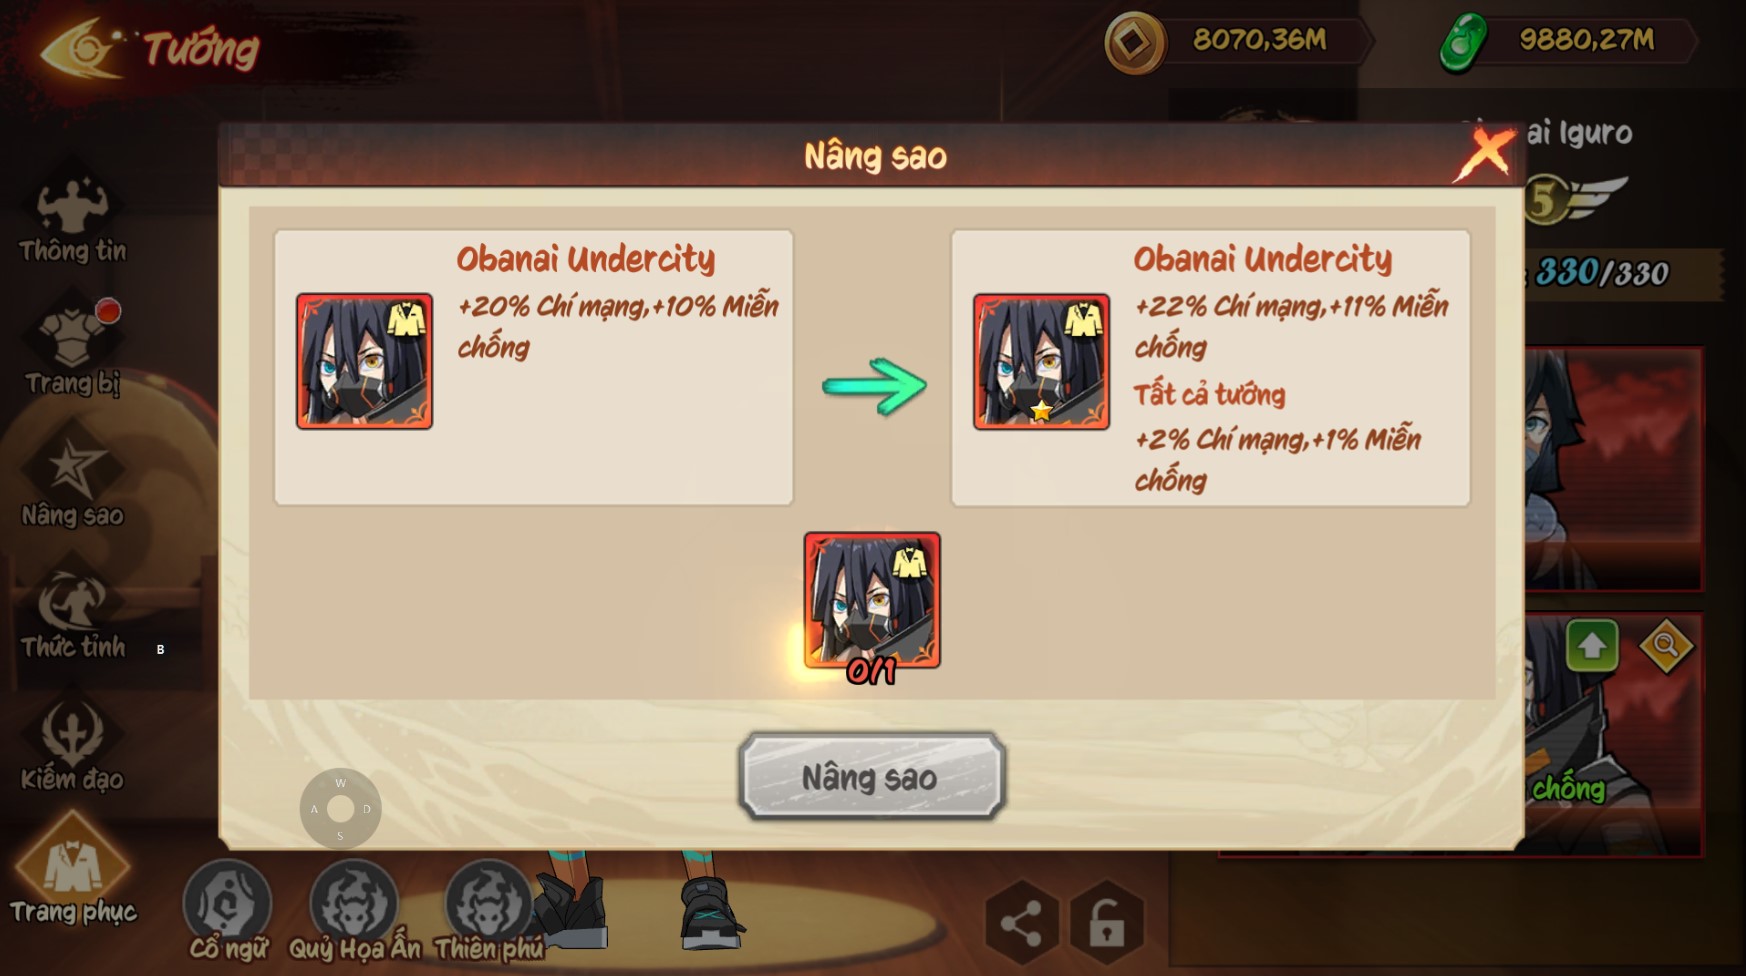 Tướng
8070,36M
9880,27M
Nâng sao
ai Iguro
5
330/330
Thông tin
Trang bị
Nâng sao
Thức tỉnh
Kiếm đạo
Trang phục
Obanai Undercity
+20% Chí mạng,+10% Miễn
chống
Obanai Undercity
+22% Chí mạng,+11% Miễn
chống
Tất cả tướng
+2% Chí mạng,+1% Miễn
chống
0/1
Nâng sao
chống
B
W
A
D
S
Cổ ngữ
Quỷ Họa Ấn
Thiên phú